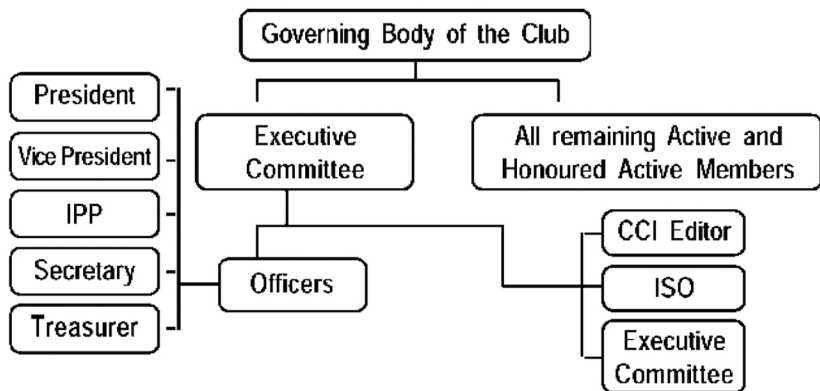 Governing Body of the Club
President
Vice President
IPP
Secretary
Treasurer
Executive
Committee
All remaining Active and
Honoured Active Members
Officers
CCI Editor
ISO
Executive
Committee